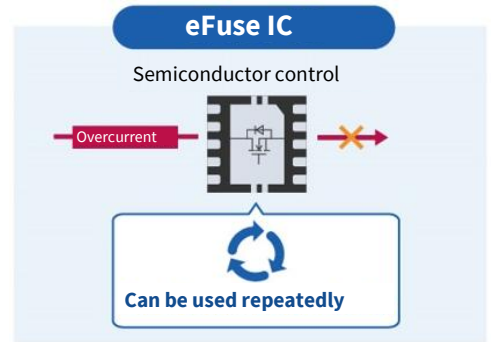 eFuse IC
Semiconductor control
Overcurrent
Can be used repeatedly